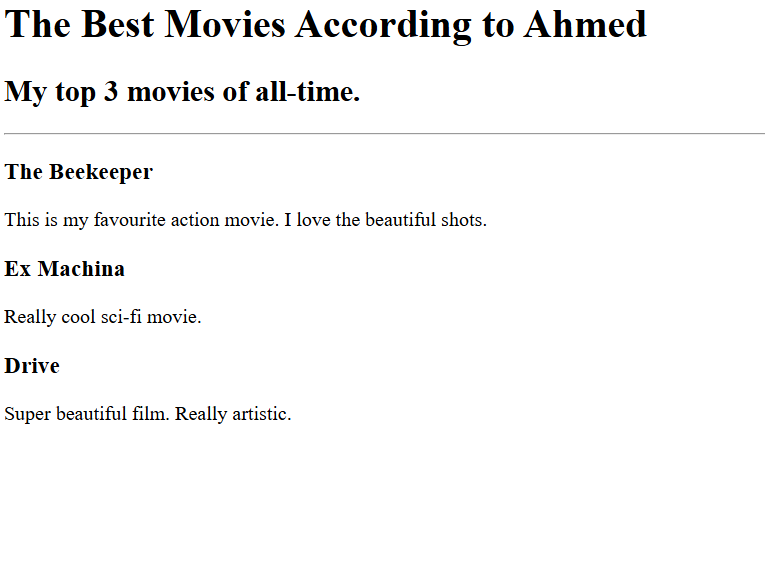 The Best Movies According to Ahmed
My top 3 movies of all-time.
The Beekeeper
This is my favourite action movie. I love the beautiful shots.
Ex Machina
Really cool sci-fi movie.
Drive
Super beautiful film. Really artistic.